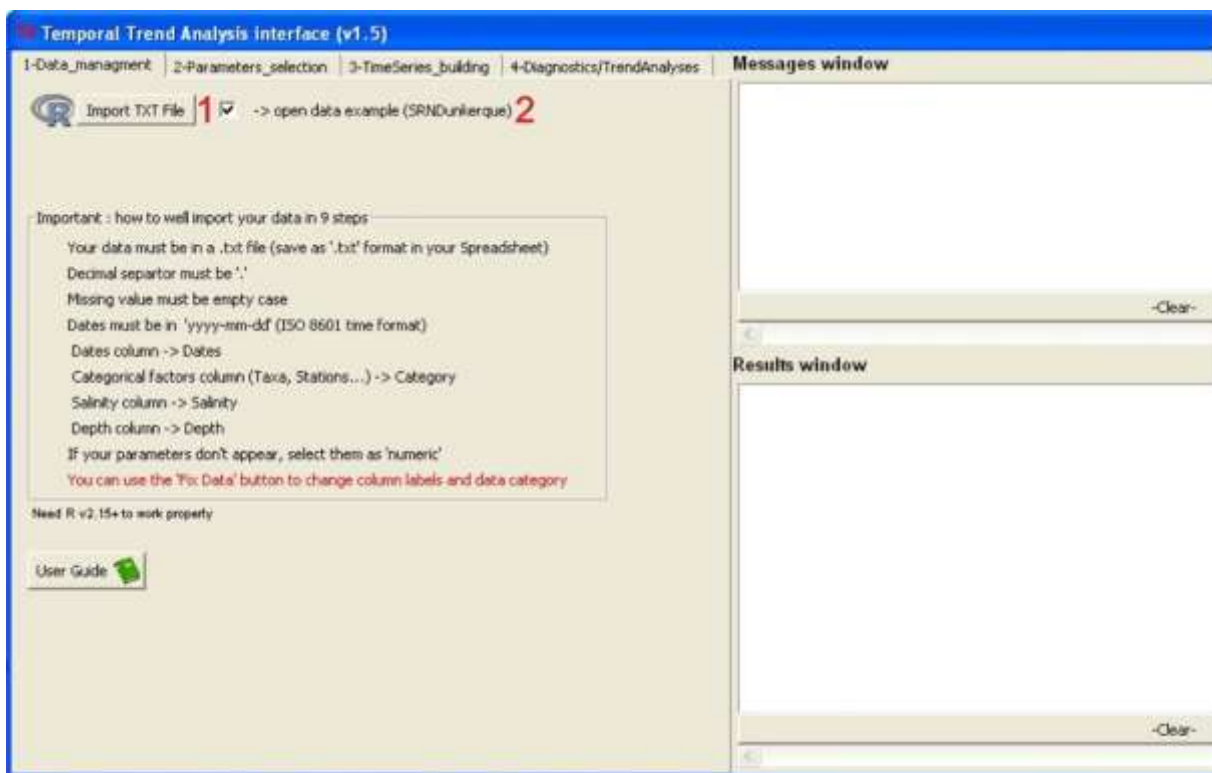 Temporal Trend Analysis interface (v1.5)
1-Data_managment 2-Parameters_selection 3-TimeSeries_building 4-Diagnostics/TrendAnalyses
Messages window
Import TXT File 1 -> open data example (SRNDunkerque) 2
Important : how to well import your data in 9 steps
Your data must be in a .txt file (save as '.txt' format in your Spreadsheet)
Decimal separtor must be '.'
Missing value must be empty case
Dates must be in 'yyyy-mm-dd' (ISO 8601 time format)
Dates column -> Dates
Categorical factors column (Taxa, Stations...) -> Category
Salinity column -> Salinity
Depth column -> Depth
If your parameters don't appear, select them as 'numeric'
You can use the 'Fix Data' button to change column labels and data category
Need R v2.15+ to work properly
User Guide
-Clear-
Results window
-Clear-